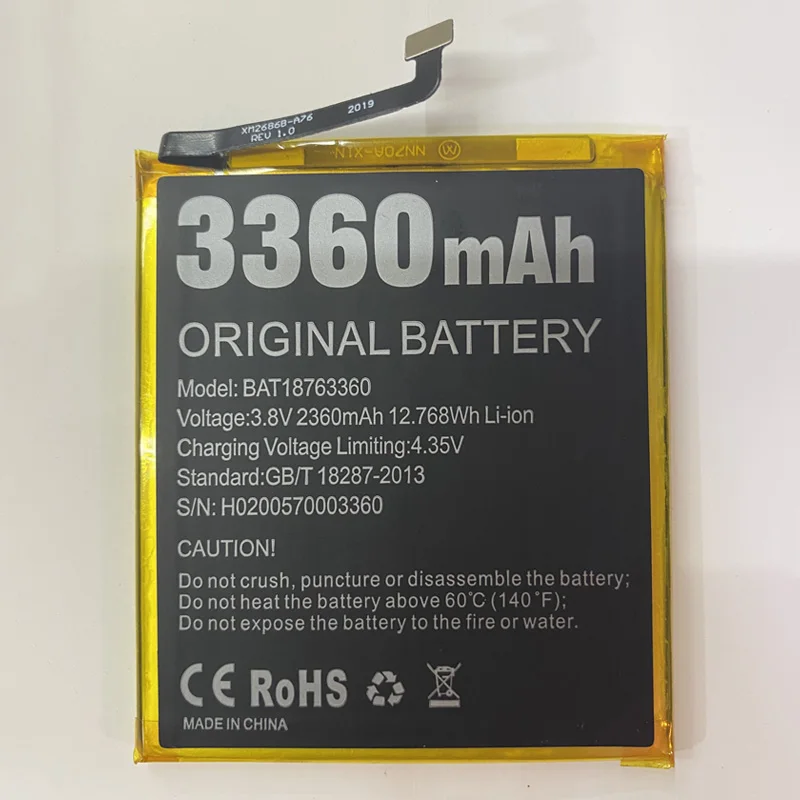 XM2686B-A76 2019
REV 1.0
NN70A-X1N
3360mAh
ORIGINAL BATTERY
Model: BAT18763360
Voltage:3.8V 2360mAh 12.768Wh Li-ion
Charging Voltage Limiting:4.35V
Standard:GB/T 18287-2013
S/N: H0200570003360
CAUTION!
Do not crush, puncture or disassemble the battery;
Do not heat the battery above 60℃ (140°F);
Do not expose the battery to the fire or water.
CE RoHS
MADE IN CHINA